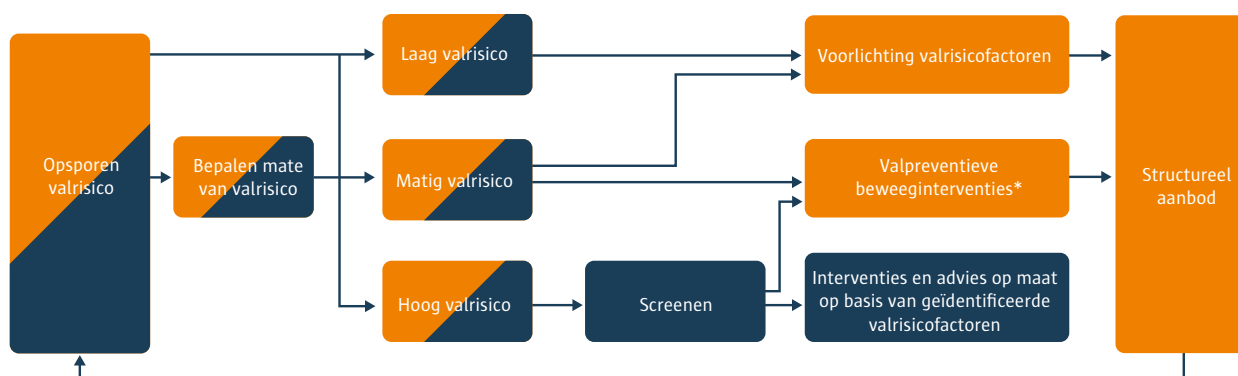 Opsporen
valrisico
Bepalen mate
van valrisico
Laag valrisico
Matig valrisico
Hoog valrisico
Screenen
Voorlichting valrisicofactoren
Valpreventieve
beweeginterventies*
Interventies en advies op maat
op basis van geïdentificeerde
valrisicofactoren
Structureel
aanbod